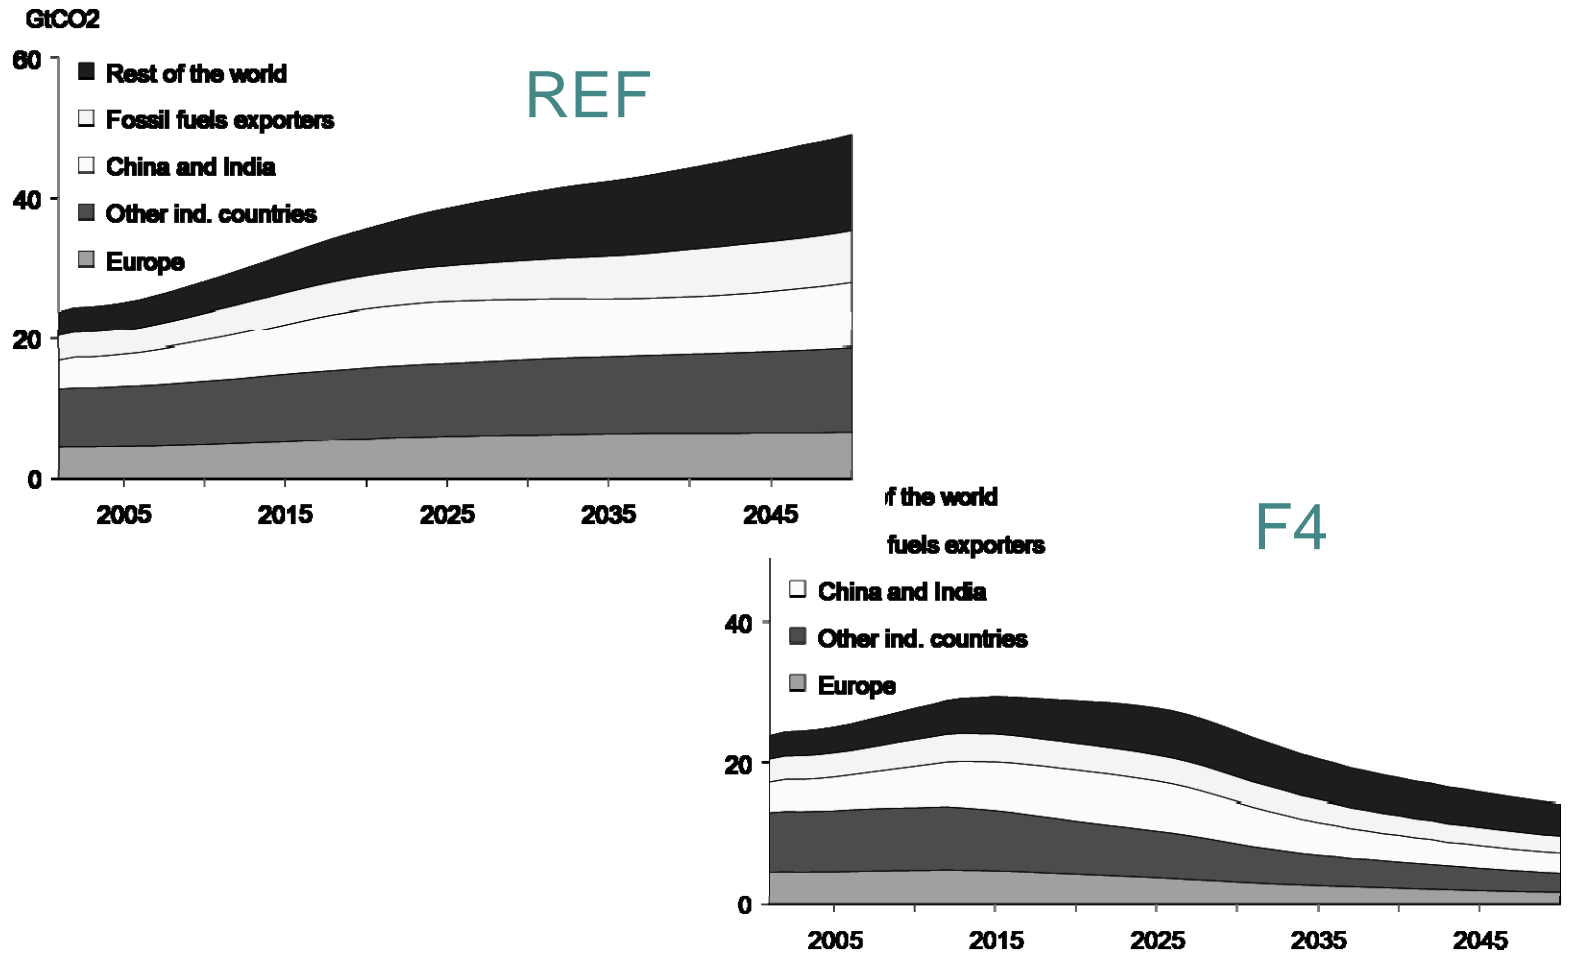 GtCO2
60
Rest of the world
REF
Fossil fuels exporters
China and India
40
Other ind. countries
Europe
20
0
2005 2015 2025 2035 2045
f the world
F4
fuels exporters
China and India
40
Other ind. countries
Europe
20
0
2005 2015 2025 2035 2045